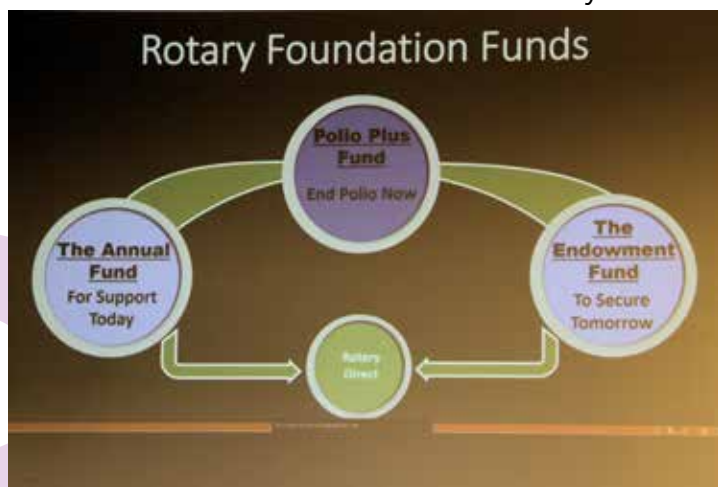 Rotary Foundation Funds
Polio Plus
Fund
End Polio Now
The Annual
Fund
For Support
Today
The
Endowment
Fund
To Secure
Tomorrow
Rotary
Direct